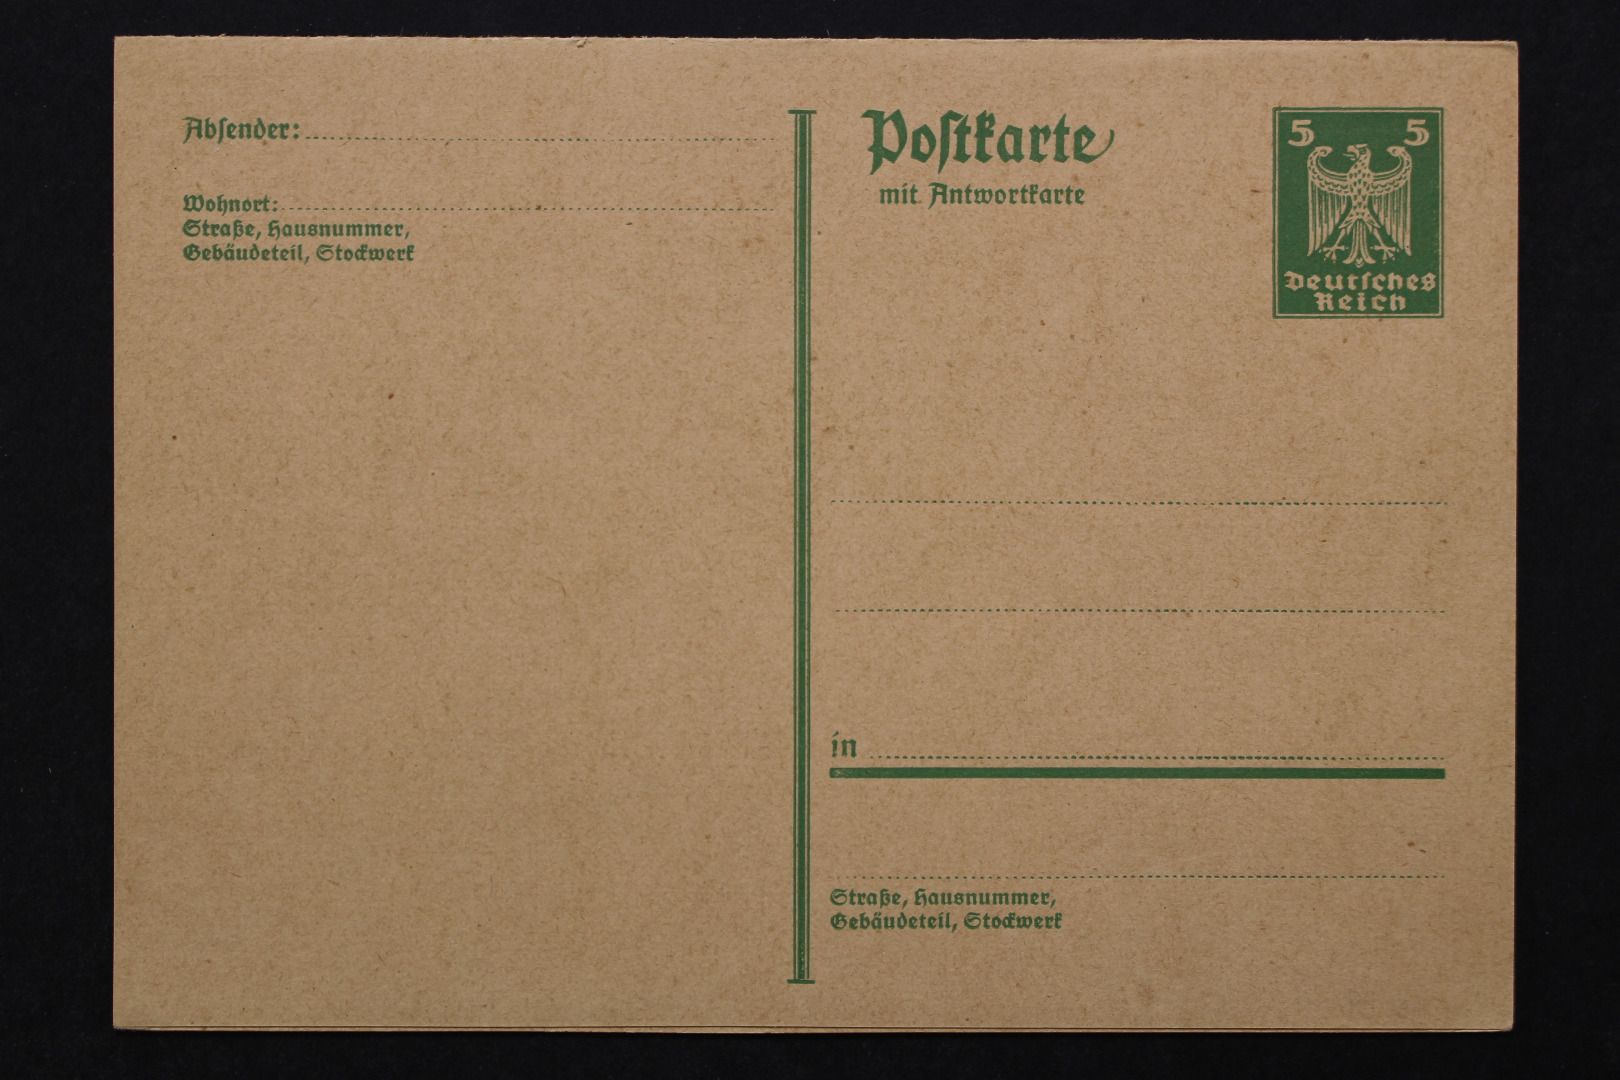 Absender:
Wohnort:
Straße, Hausnummer,
Gebäudeteil, Stockwerk
Postkarte
mit Antwortkarte
5 5
Deutsches
Reich
in
Straße, Hausnummer,
Gebäudeteil, Stockwerk